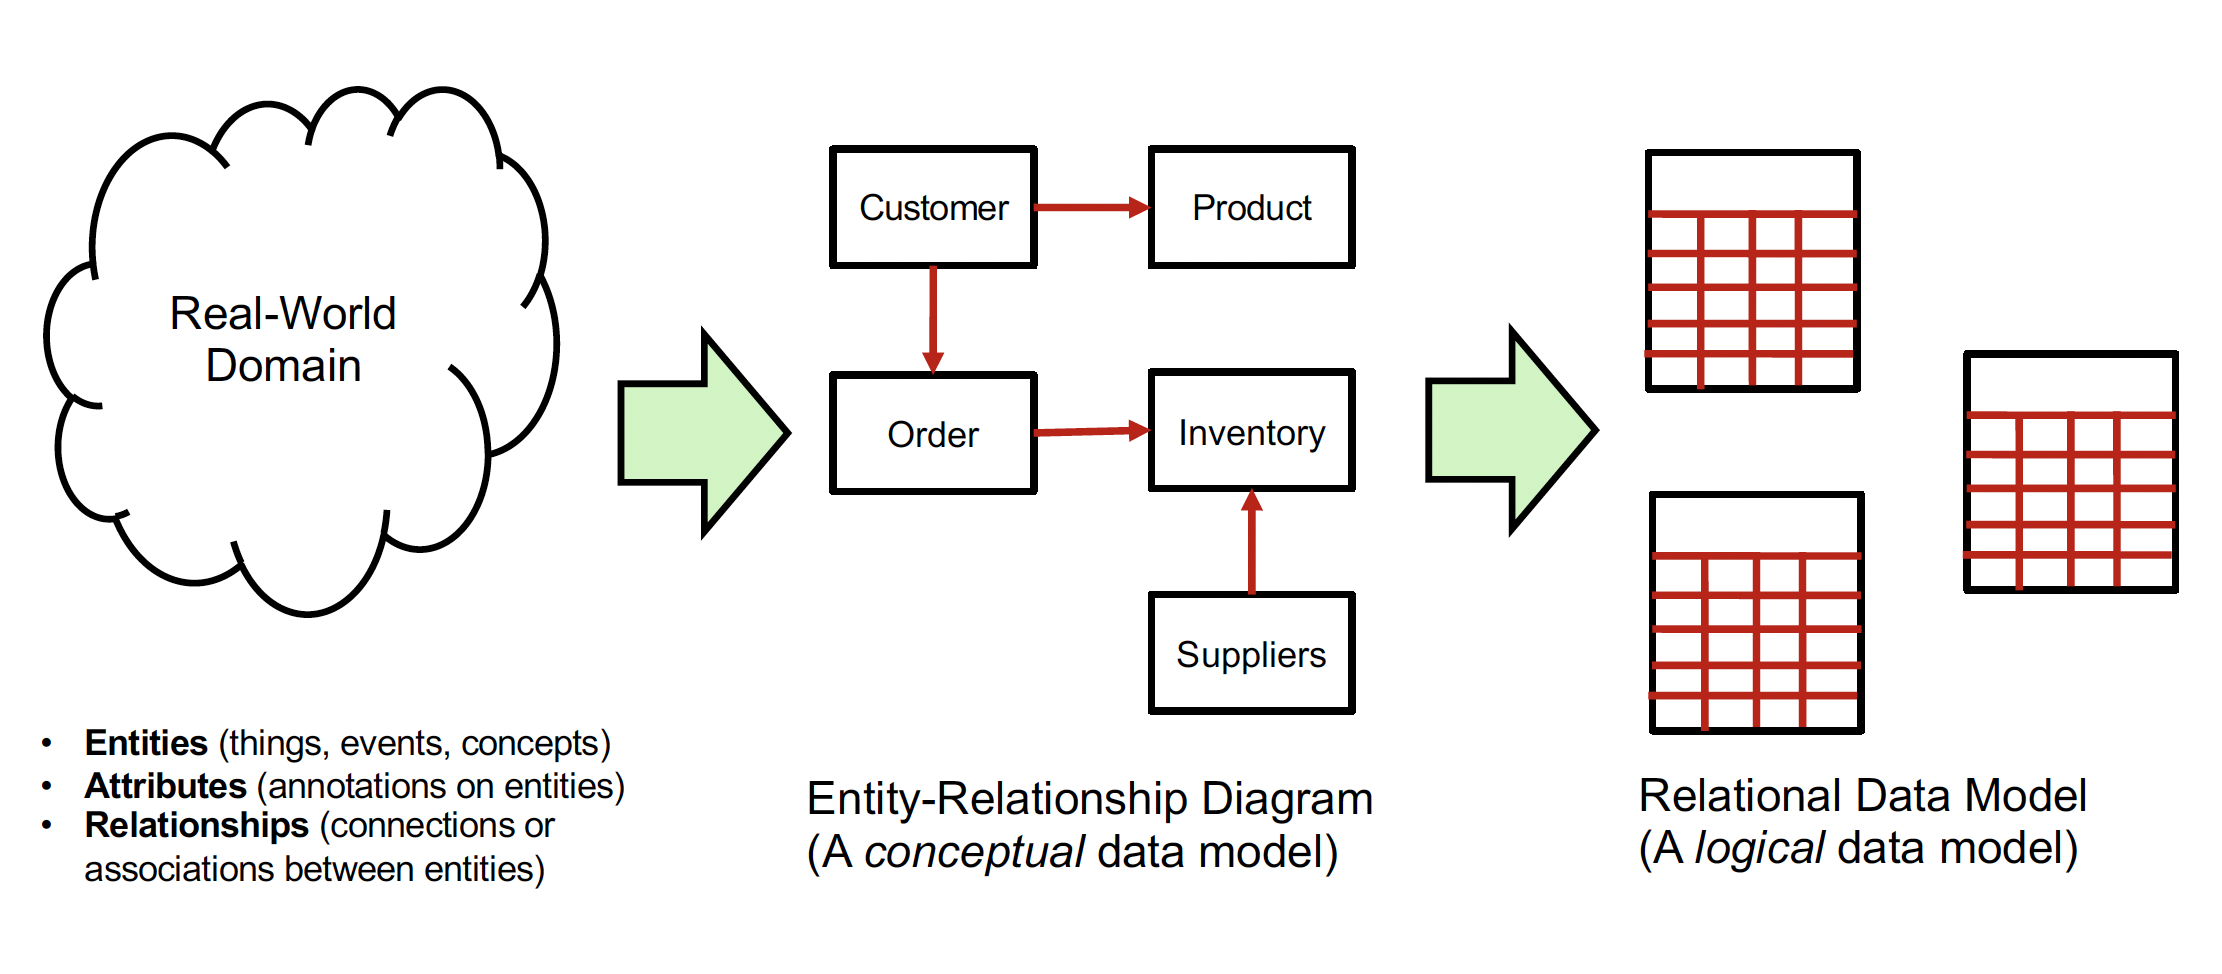 Real-World
Domain
• Entities (things, events, concepts)
• Attributes (annotations on entities)
• Relationships (connections or
associations between entities)
Customer
Product
Order
Inventory
Suppliers
Entity-Relationship Diagram
(A conceptual data model)
Relational Data Model
(A logical data model)